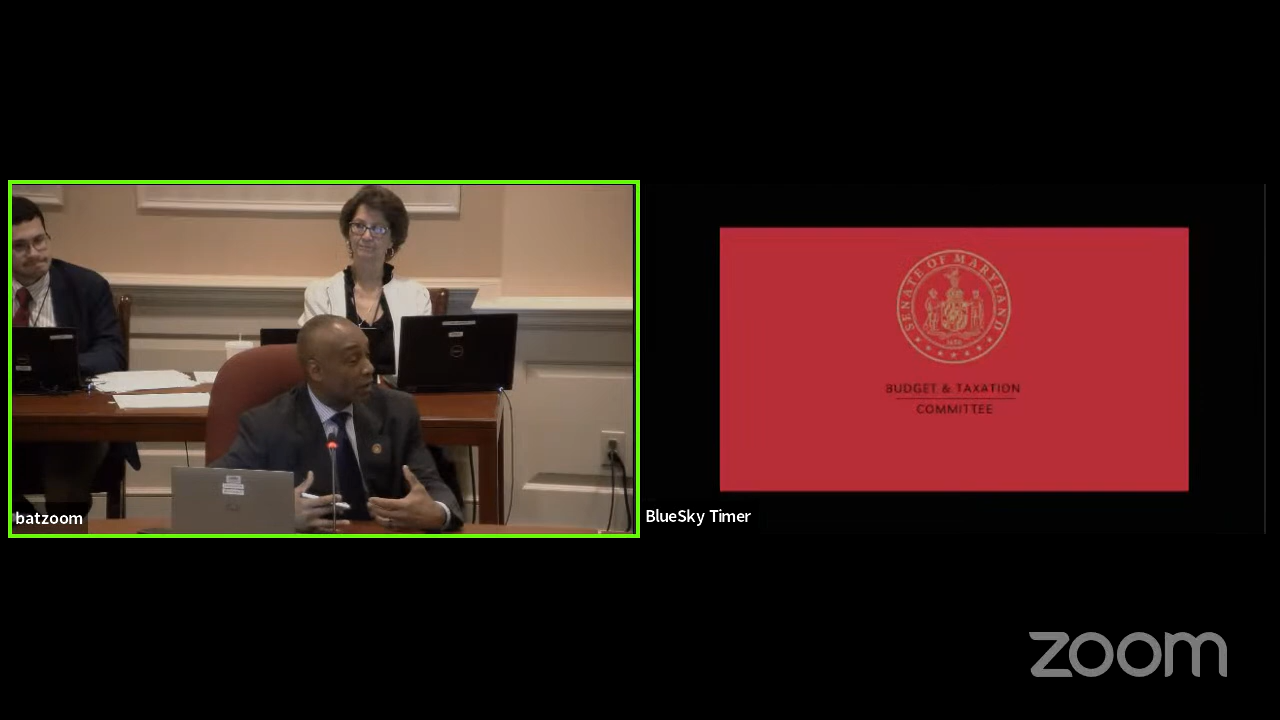 SENATE OF MARYLAND
BUDGET & TAXATION
COMMITTEE
batzoom
BlueSky Timer
zoom